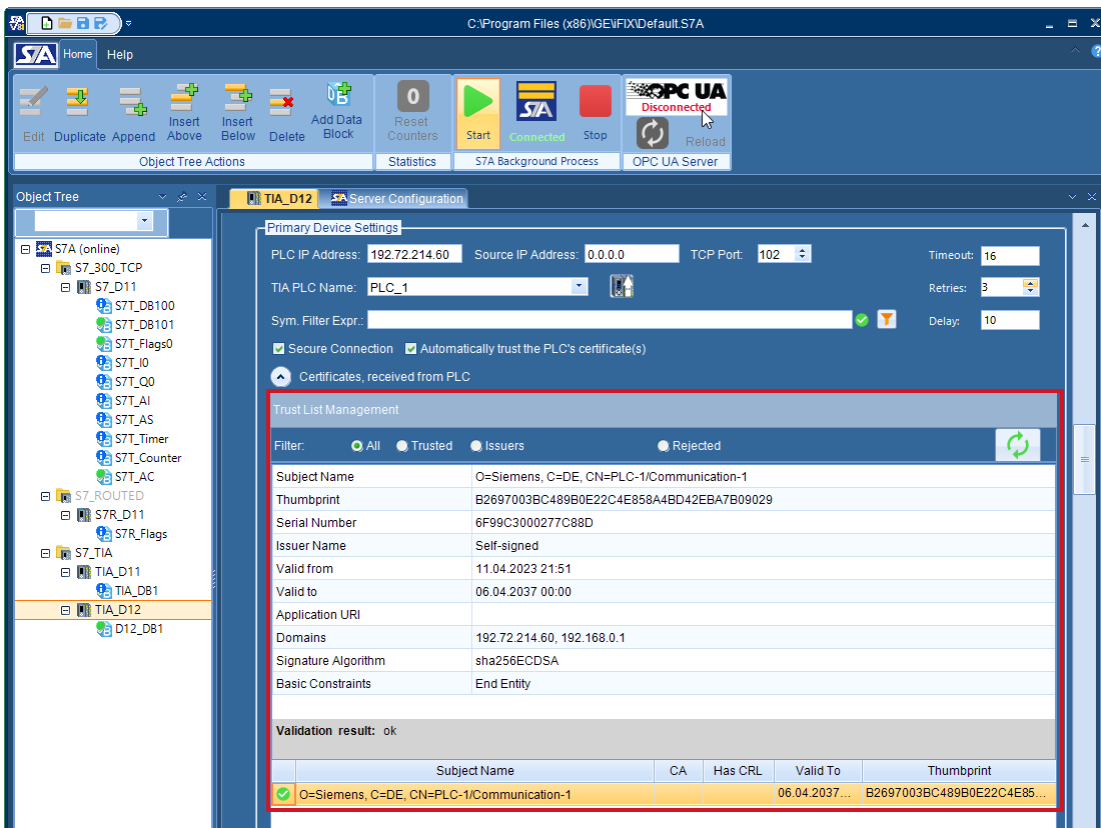 C:\Program Files (x86)\GE\iFIX\Default.S7A
S7A
Home Help
Edit Duplicate Append Insert Above Insert Below Delete Add Data Block
Object Tree Actions
0
Reset Counters
Statistics
Start S7A Connected Stop
S7A Background Process
OPC UA
Disconnected
Reload
OPC UA Server
Object Tree
S7A (online)
S7_300_TCP
S7_D11
S7T_DB100
S7T_DB101
S7T_Flags0
S7T_I0
S7T_Q0
S7T_AI
S7T_AS
S7T_Timer
S7T_Counter
S7T_AC
S7_ROUTED
S7R_D11
S7R_Flags
S7_TIA
TIA_D11
TIA_DB1
TIA_D12
D12_DB1
TIA_D12 Server Configuration
Primary Device Settings
PLC IP Address: 192.72.214.60 Source IP Address: 0.0.0.0 TCP Port: 102 Timeout: 16
TIA PLC Name: PLC_1 Retries: 3
Sym. Filter Expr.: Delay: 10
Secure Connection Automatically trust the PLC's certificate(s)
Certificates, received from PLC
Trust List Management
Filter: All Trusted Issuers Rejected
Subject Name O=Siemens, C=DE, CN=PLC-1/Communication-1
Thumbprint B2697003BC489B0E22C4E858A4BD42EBA7B09029
Serial Number 6F99C3000277C88D
Issuer Name Self-signed
Valid from 11.04.2023 21:51
Valid to 06.04.2037 00:00
Application URI
Domains 192.72.214.60, 192.168.0.1
Signature Algorithm sha256ECDSA
Basic Constraints End Entity
Validation result: ok
Subject Name CA Has CRL Valid To Thumbprint
O=Siemens, C=DE, CN=PLC-1/Communication-1 06.04.2037... B2697003BC489B0E22C4E85...